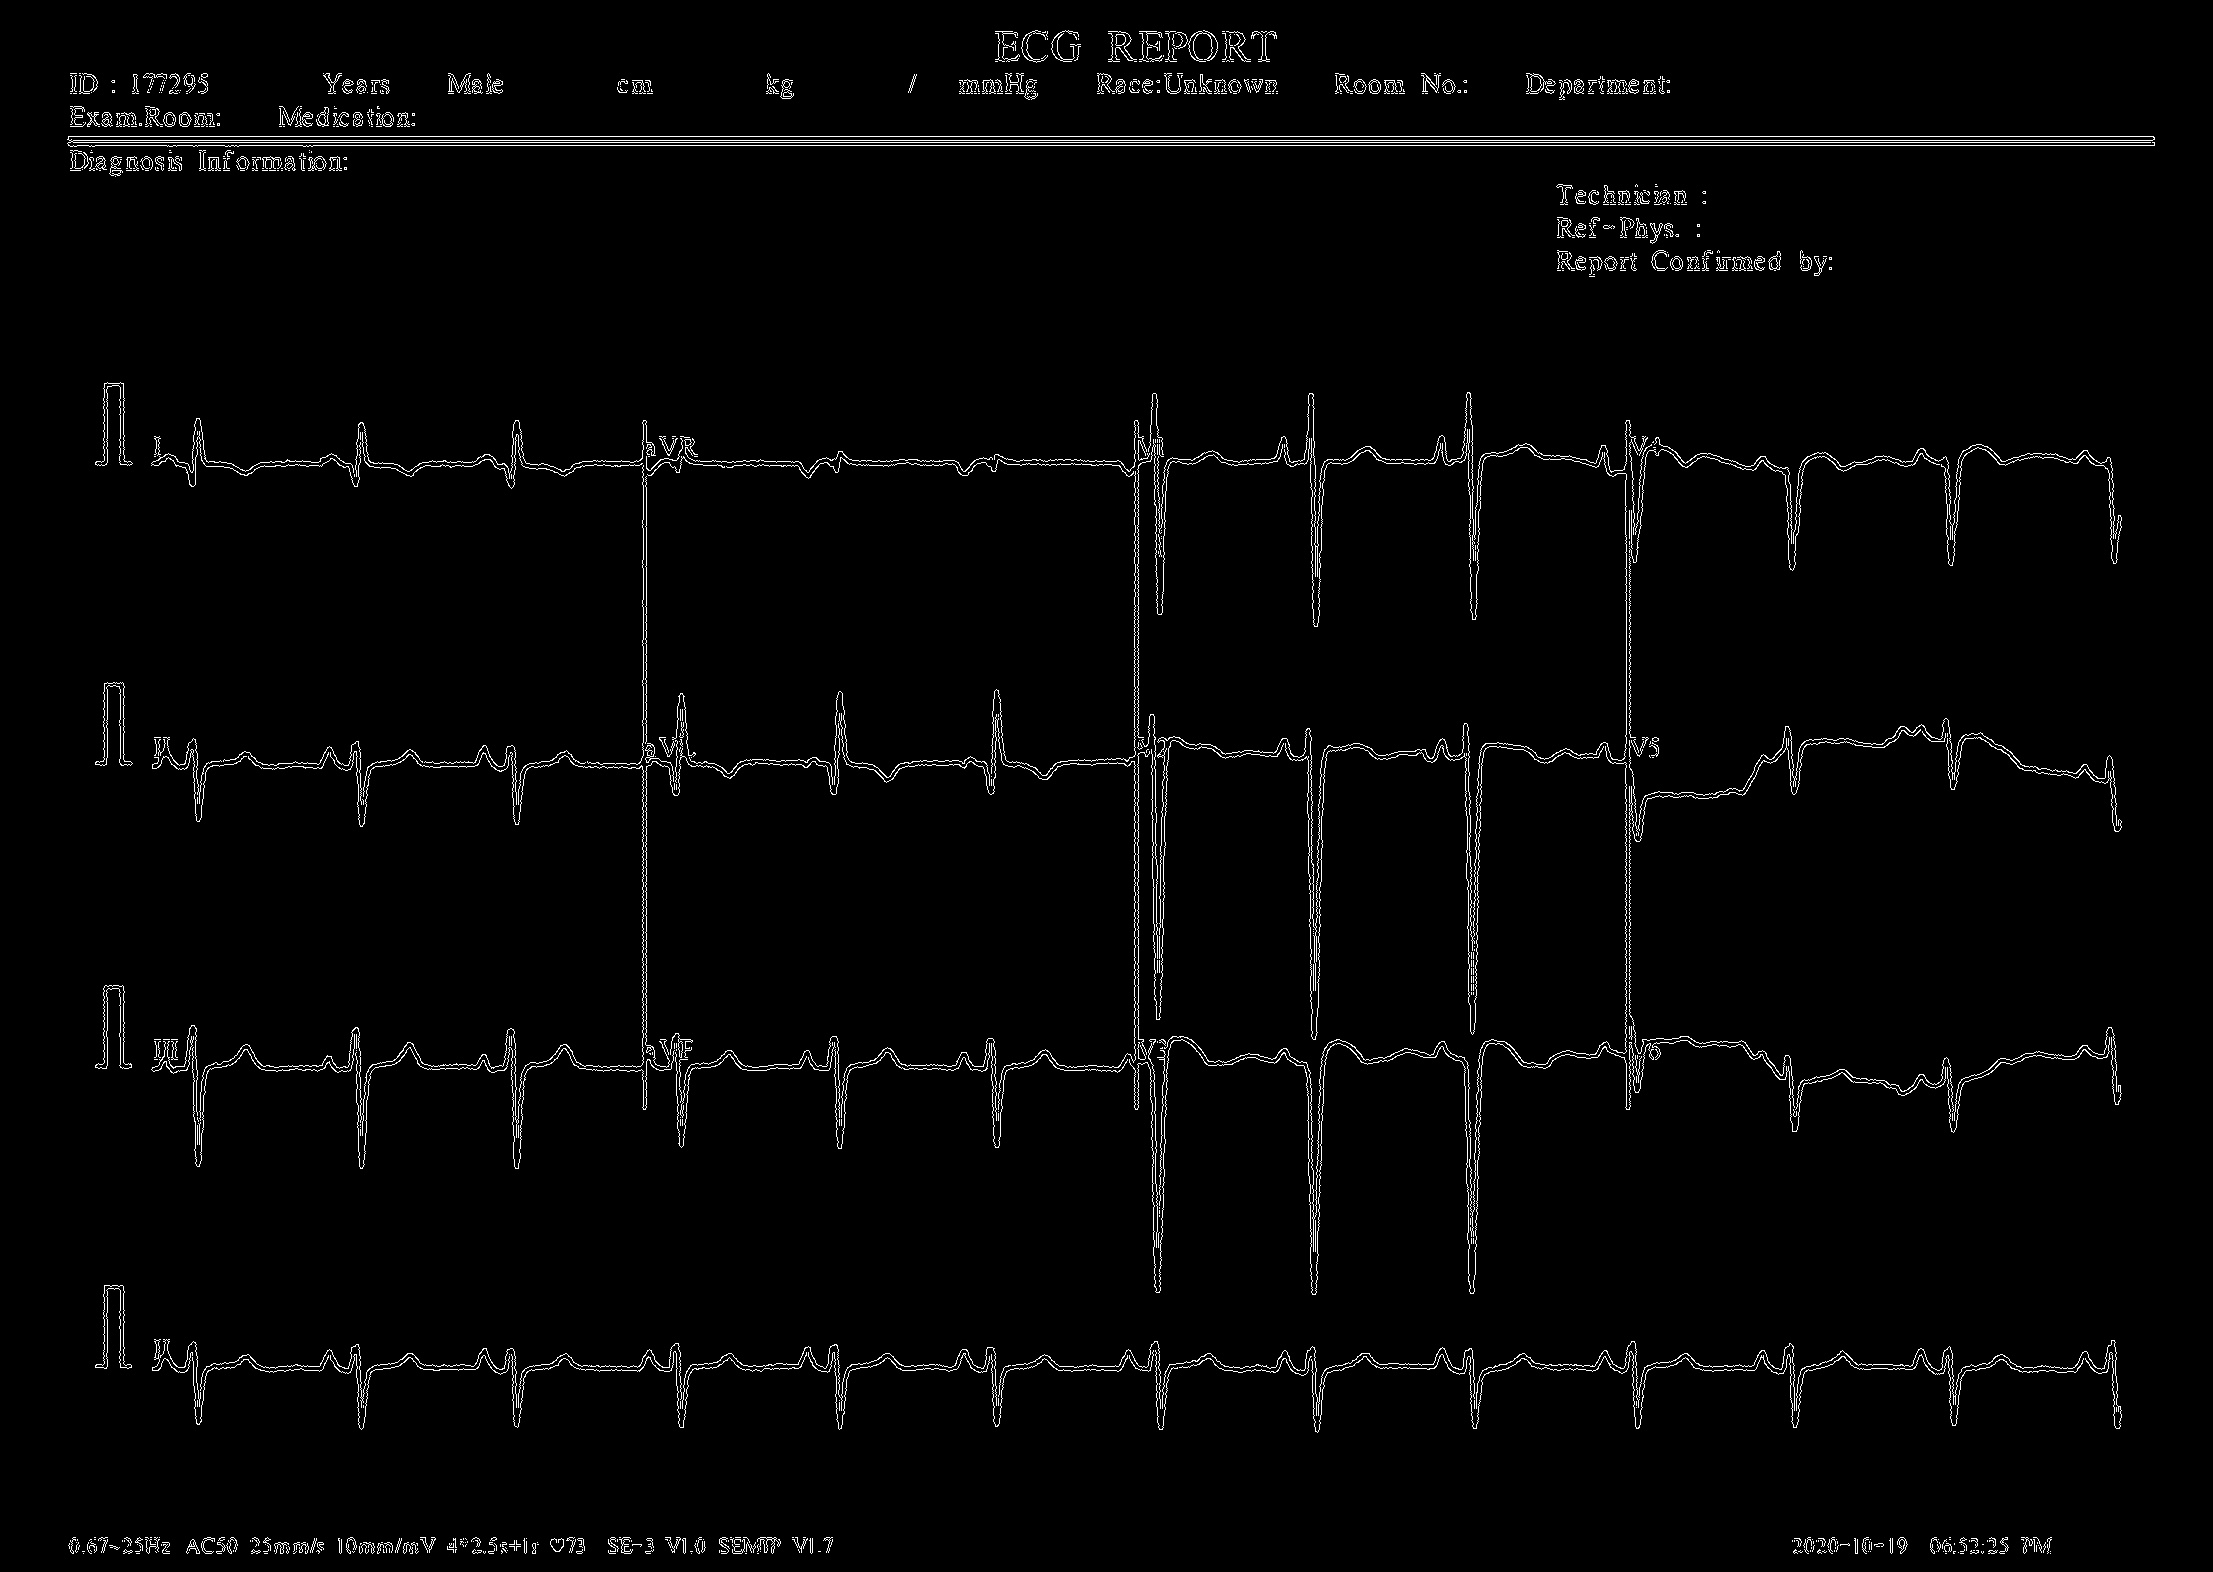 ECG REPORT
ID : 177295 Years Male cm kg / mmHg Race:Unknown Room No.: Department:
Exam.Room: Medication:
Diagnosis Information:
Technician :
Ref-Phys. :
Report Confirmed by:
I aVR V1 V4
II aVL V2 V5
III aVF V3 V6
II
0.67~25Hz AC50 25mm/s 10mm/mV 4*2.5s+1r ♡73 SE-3 V1.0 SEMIP V1.7 2020-10-19 06:52:25 PM